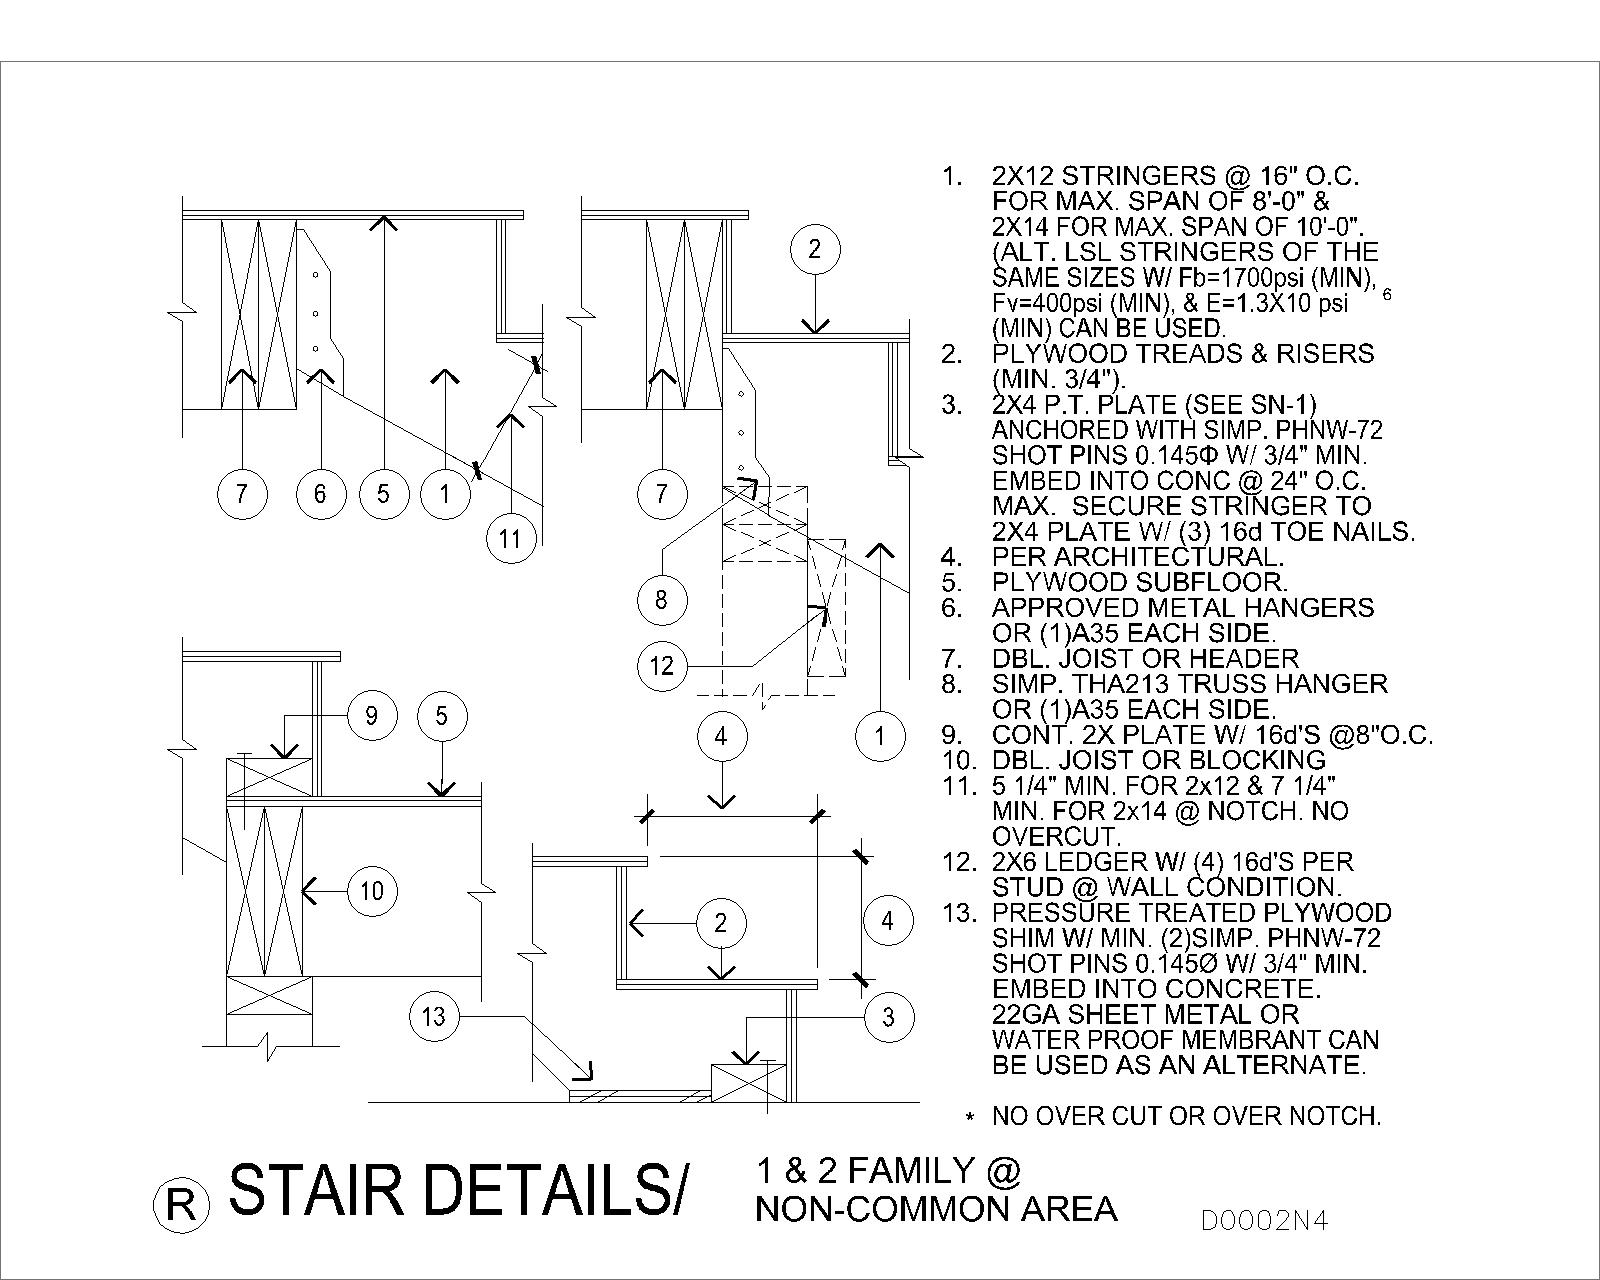 1. 2X12 STRINGERS @ 16" O.C.
FOR MAX. SPAN OF 8'-0" &
2X14 FOR MAX. SPAN OF 10'-0".
(ALT. LSL STRINGERS OF THE
SAME SIZES W/ Fb=1700psi (MIN),
Fv=400psi (MIN), & E=1.3X10 psi 6
(MIN) CAN BE USED.
2. PLYWOOD TREADS & RISERS
(MIN. 3/4").
3. 2X4 P.T. PLATE (SEE SN-1)
ANCHORED WITH SIMP. PHNW-72
SHOT PINS 0.145Φ W/ 3/4" MIN.
EMBED INTO CONC @ 24" O.C.
MAX. SECURE STRINGER TO
2X4 PLATE W/ (3) 16d TOE NAILS.
4. PER ARCHITECTURAL.
5. PLYWOOD SUBFLOOR.
6. APPROVED METAL HANGERS
OR (1)A35 EACH SIDE.
7. DBL. JOIST OR HEADER
8. SIMP. THA213 TRUSS HANGER
OR (1)A35 EACH SIDE.
9. CONT. 2X PLATE W/ 16d'S @8"O.C.
10. DBL. JOIST OR BLOCKING
11. 5 1/4" MIN. FOR 2x12 & 7 1/4"
MIN. FOR 2x14 @ NOTCH. NO
OVERCUT.
12. 2X6 LEDGER W/ (4) 16d'S PER
STUD @ WALL CONDITION.
13. PRESSURE TREATED PLYWOOD
SHIM W/ MIN. (2)SIMP. PHNW-72
SHOT PINS 0.145Ø W/ 3/4" MIN.
EMBED INTO CONCRETE.
22GA SHEET METAL OR
WATER PROOF MEMBRANT CAN
BE USED AS AN ALTERNATE.
* NO OVER CUT OR OVER NOTCH.
2
7 6 5 1
11
7
8
12
4
1
9 5
10
2
4
13
3
R STAIR DETAILS/
1 & 2 FAMILY @
NON-COMMON AREA
D0002N4